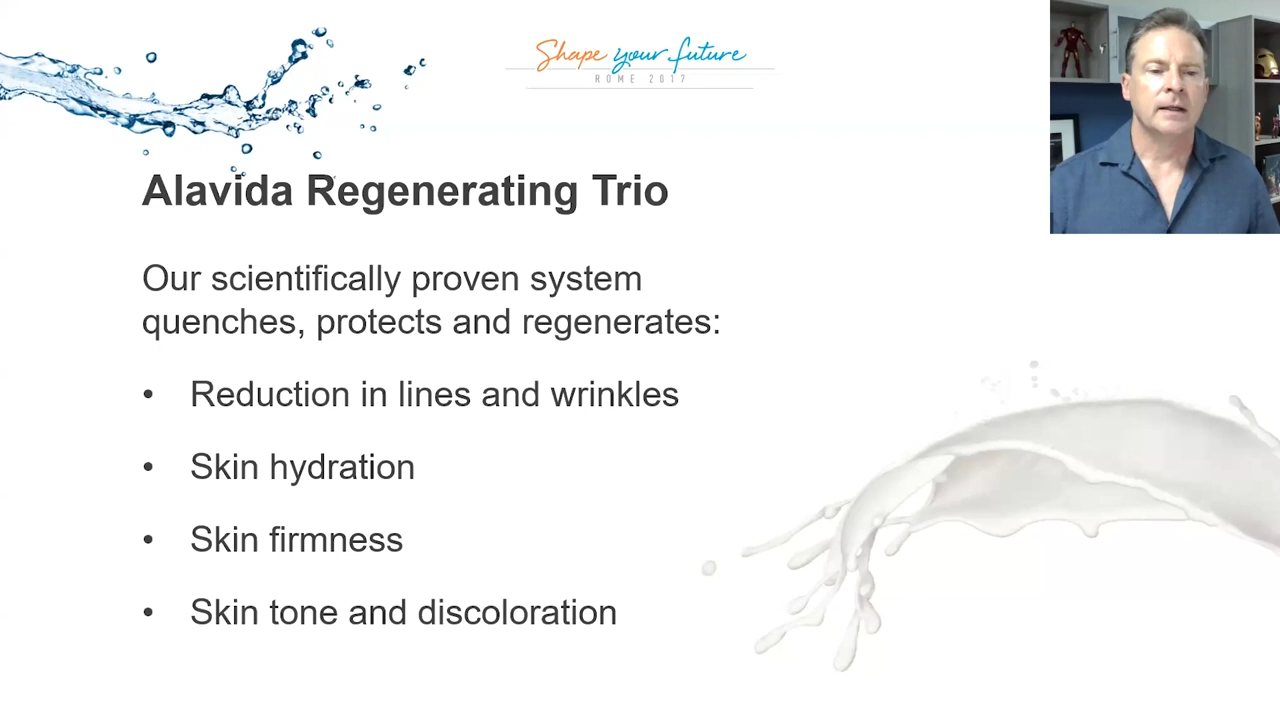 Shape your future
ROME 2017
Alavida Regenerating Trio
Our scientifically proven system
quenches, protects and regenerates:
• Reduction in lines and wrinkles
• Skin hydration
• Skin firmness
• Skin tone and discoloration